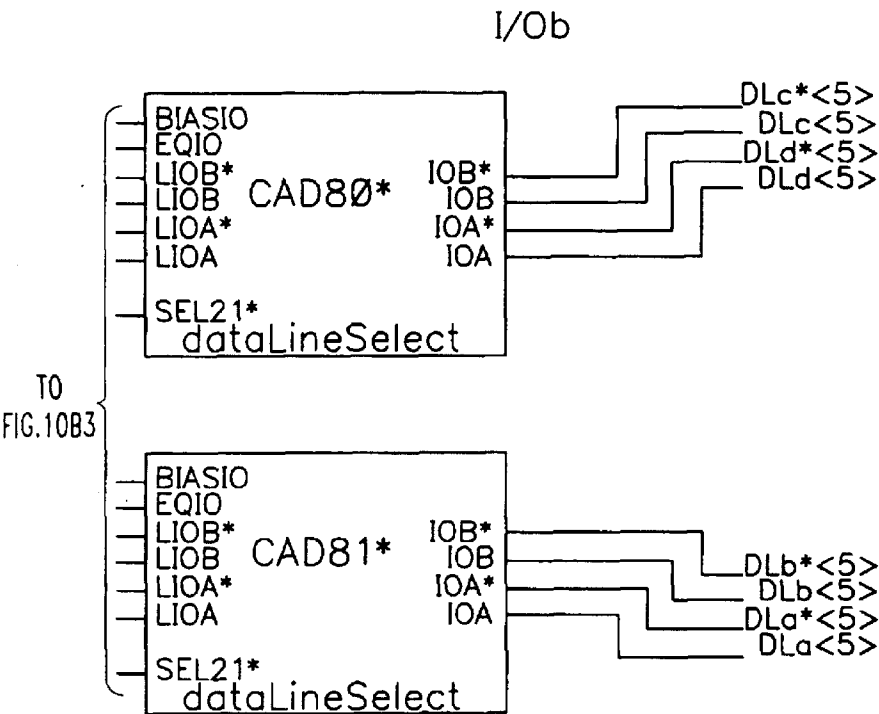 I/Ob
BIASIO
EQIO
LIOB*
LIOB
LIOA*
LIOA
SEL21*
CAD80*
IOB*
IOB
IOA*
IOA
dataLineSelect
DLc*<5>
DLc<5>
DLd*<5>
DLd<5>
TO
FIG.10B3
BIASIO
EQIO
LIOB*
LIOB
LIOA*
LIOA
SEL21*
CAD81*
IOB*
IOB
IOA*
IOA
dataLineSelect
DLb*<5>
DLb<5>
DLa*<5>
DLa<5>